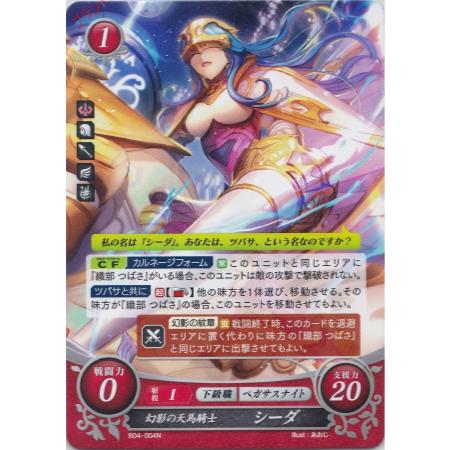 1
私の名は『シーダ』。あなたは、ツバサ、という名なのですか？
CF カルネージフォーム 常 このユニットと同じエリアに
『織部 つばさ』がいる場合、このユニットは敵の攻撃で撃破されない。
ツバサと共に 起 【】他の味方を1体選び、移動させる。その
味方が『織部 つばさ』の場合、このユニットを移動させてもよい。
幻影の紋章 支 戦闘終了時、このカードを退避
エリアに置く代わりに味方の『織部 つばさ』
と同じエリアに出撃させてもよい。
戦闘力
0
射程 1 下級職 ペガサスナイト
支援力
20
幻影の天馬騎士 シーダ
B04-004N
Illust：あおじ